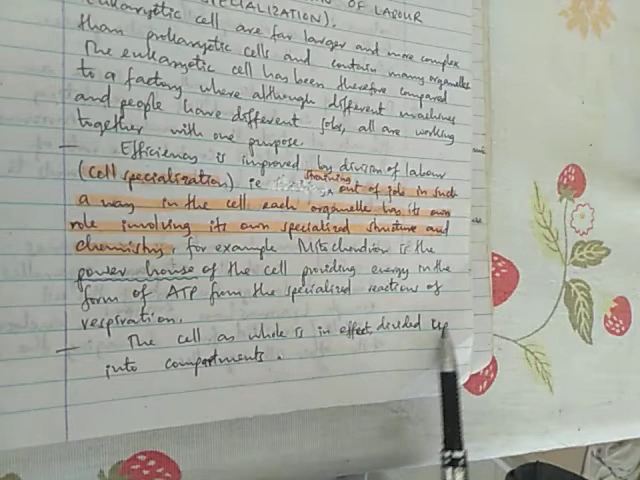 OF LABOUR
SPECIALIZATION).
Eukaryotic cell are far larger and more complex
than prokaryotic cells and contain many organelles
The eukaryotic cell has been therefore compared
to a factory where although different machines
and people have different jobs, all are working
together with one purpose.
— Efficiency is improved by division of labour
(cell specialization) ie sharing out of job in such
a way in the cell each organelle has its own
role involving its own specialized structure and
chemistry, for example Mitochondrion is the
power house of the cell providing energy in the
form of ATP from the specialized reactions of
respiration.
— The cell as whole is in effect divided up
into compartments.